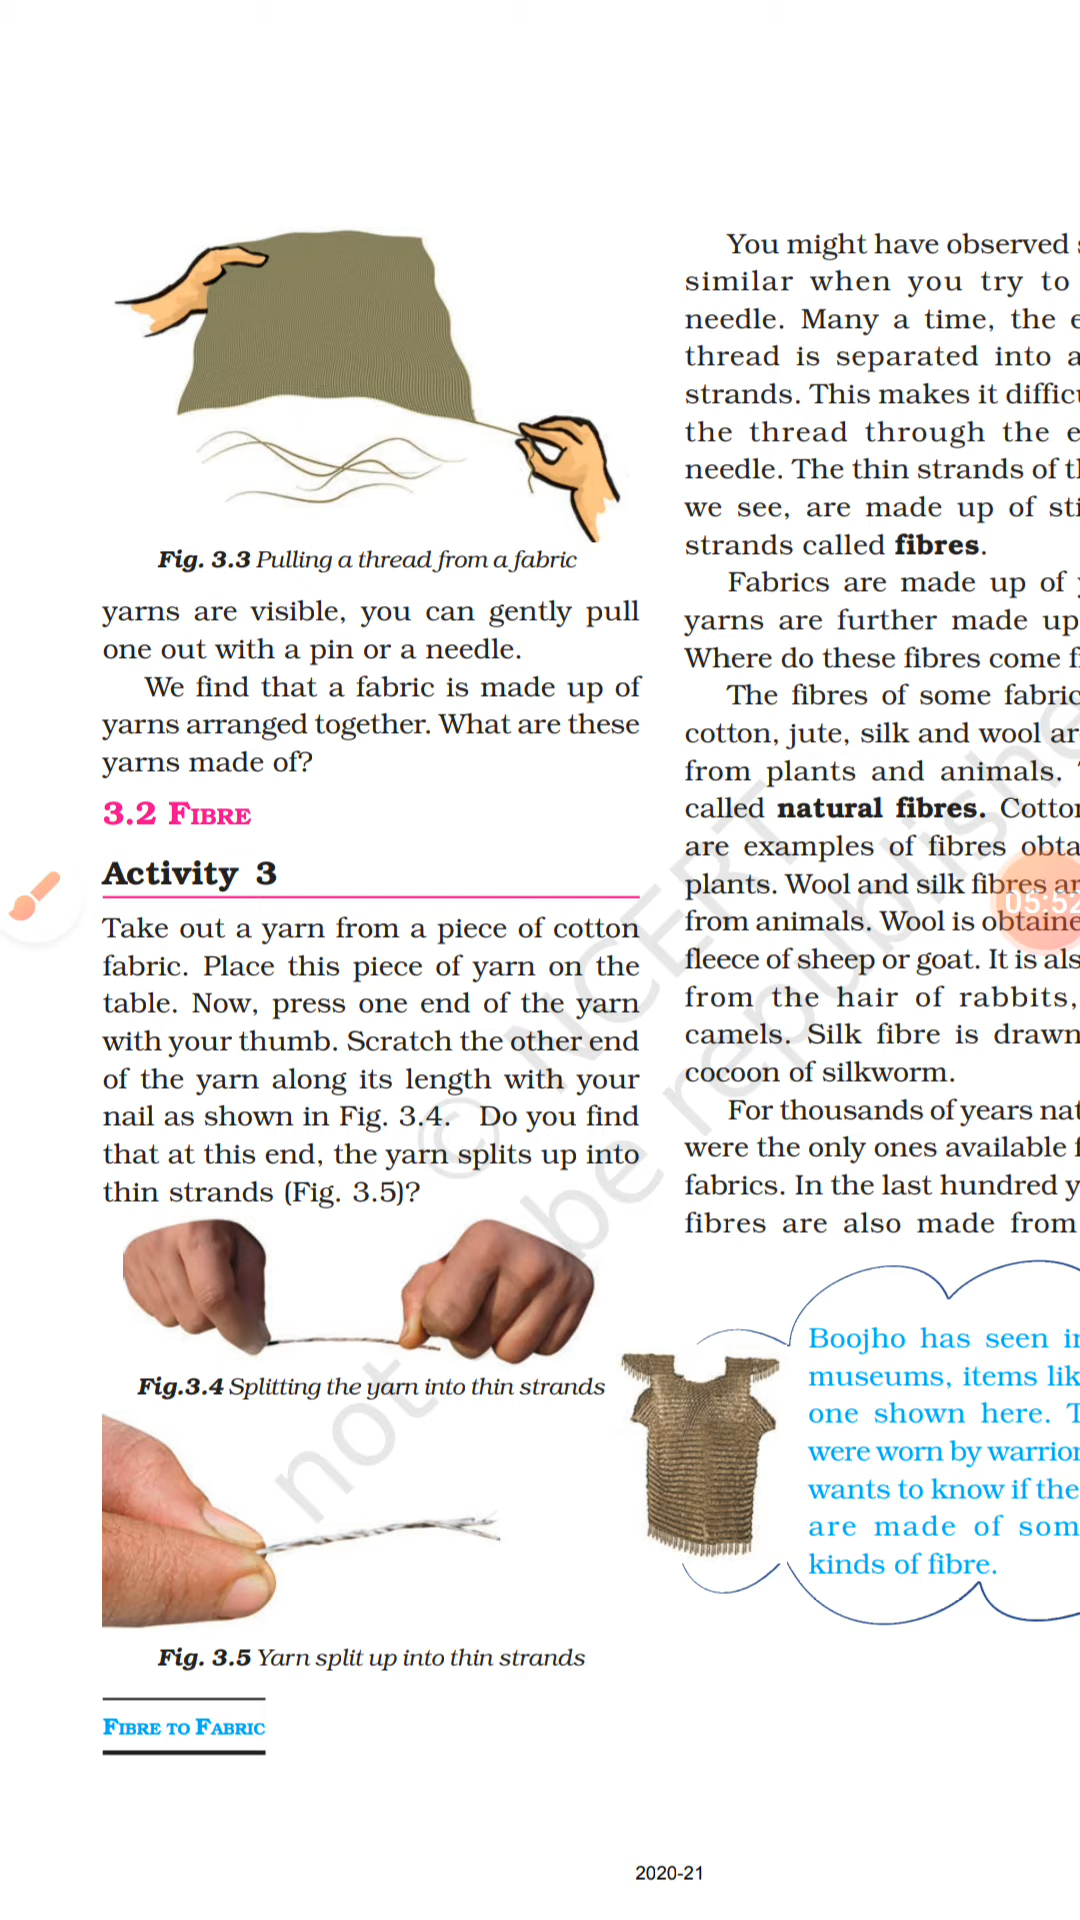 Fig. 3.3 Pulling a thread from a fabric
yarns are visible, you can gently pull
one out with a pin or a needle.
We find that a fabric is made up of
yarns arranged together. What are these
yarns made of?
3.2 FIBRE
Activity 3
Take out a yarn from a piece of cotton
fabric. Place this piece of yarn on the
table. Now, press one end of the yarn
with your thumb. Scratch the other end
of the yarn along its length with your
nail as shown in Fig. 3.4. Do you find
that at this end, the yarn splits up into
thin strands (Fig. 3.5)?
Fig.3.4 Splitting the yarn into thin strands
Fig. 3.5 Yarn split up into thin strands
FIBRE TO FABRIC
You might have observed
similar when you try to
needle. Many a time, the
thread is separated into a
strands. This makes it
the thread through the
needle. The thin strands of
we see, are made up of
strands called fibres.
Fabrics are made up of
yarns are further made up
Where do these fibres come
The fibres of some
cotton, jute, silk and wool
from plants and animals.
called natural fibres.
are examples of fibres
plants. Wool and silk fibres
from animals. Wool is
fleece of sheep or goat. It is
from the hair of rabbits,
camels. Silk fibre is drawn
cocoon of silkworm.
For thousands of years
were the only ones available
fabrics. In the last hundred
fibres are also made from
05:52
Boojho has seen
museums, items
one shown here.
were worn by
wants to know if
are made of
kinds of fibre.
© NCERT
not be republished
2020-21